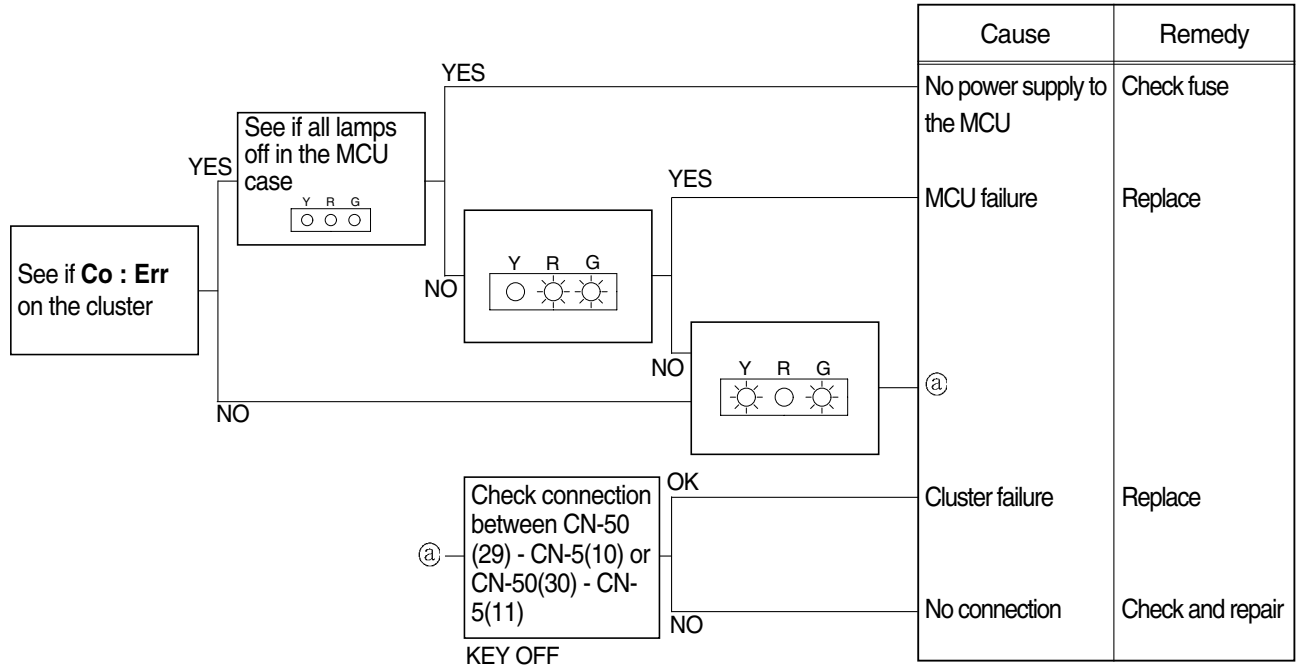 Cause Remedy
YES
No power supply to
the MCU
Check fuse
See if all lamps
off in the MCU
case
Y R G
YES
YES
MCU failure
Replace
See if Co : Err
on the cluster
NO
Y R G
NO
Y R G
ⓐ
NO
OK
Check connection
between CN-50
(29) - CN-5(10) or
CN-50(30) - CN-
5(11)
ⓐ
Cluster failure
Replace
No connection
Check and repair
NO
KEY OFF